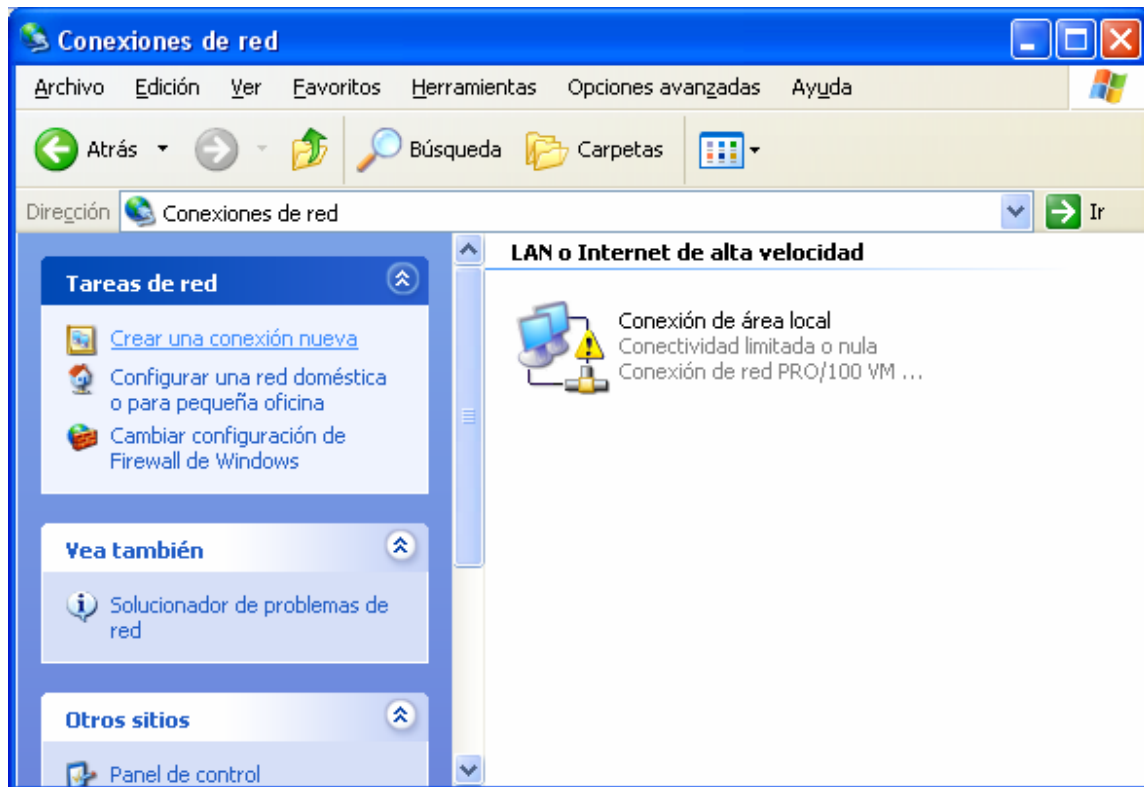 Conexiones de red
Archivo Edición Ver Favoritos Herramientas Opciones avanzadas Ayuda
Atrás Búsqueda Carpetas
Dirección Conexiones de red Ir
Tareas de red
Crear una conexión nueva
Configurar una red doméstica
o para pequeña oficina
Cambiar configuración de
Firewall de Windows
Vea también
Solucionador de problemas de
red
Otros sitios
Panel de control
LAN o Internet de alta velocidad
Conexión de área local
Conectividad limitada o nula
Conexión de red PRO/100 VM ...